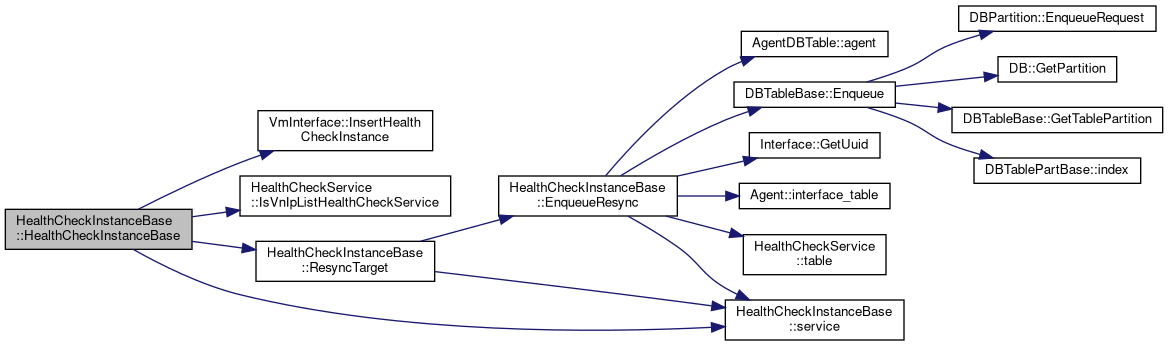 HealthCheckInstanceBase
::HealthCheckInstanceBase
VmInterface::InsertHealth
CheckInstance
HealthCheckService
::IsVnIpListHealthCheckService
HealthCheckInstanceBase
::ResyncTarget
HealthCheckInstanceBase
::EnqueueResync
AgentDBTable::agent
DBTableBase::Enqueue
Interface::GetUuid
Agent::interface_table
HealthCheckService
::table
HealthCheckInstanceBase
::service
DBPartition::EnqueueRequest
DB::GetPartition
DBTableBase::GetTablePartition
DBTablePartBase::index